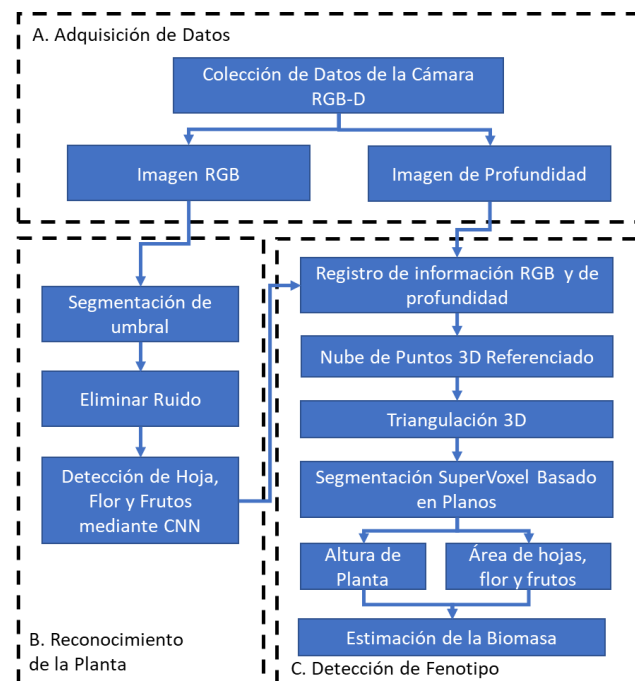 A. Adquisición de Datos
Colección de Datos de la Cámara
RGB-D
Imagen RGB
Imagen de Profundidad
Segmentación de
umbral
Eliminar Ruido
Detección de Hoja,
Flor y Frutos
mediante CNN
B. Reconocimiento
de la Planta
Registro de información RGB y de
profundidad
Nube de Puntos 3D Referenciado
Triangulación 3D
Segmentación SuperVoxel Basado
en Planos
Altura de
Planta
Área de hojas,
flor y frutos
Estimación de la Biomasa
C. Detección de Fenotipo